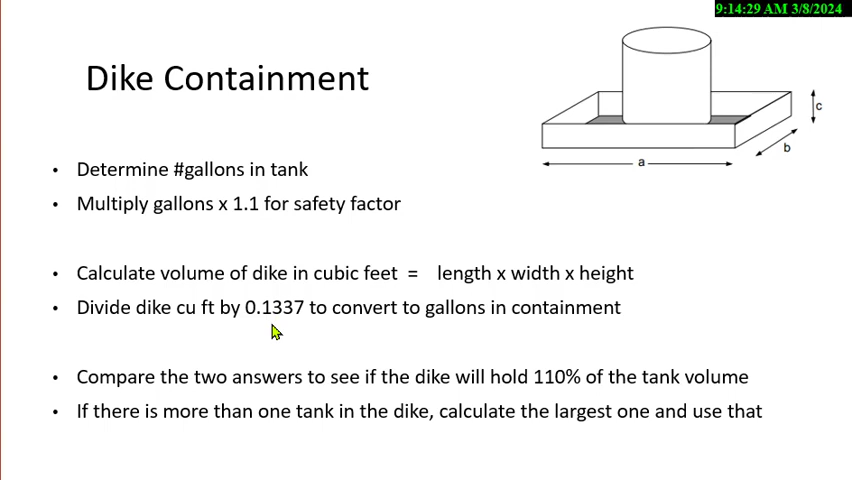 9:14:29 AM 3/8/2024
Dike Containment
c
b
a
• Determine #gallons in tank
• Multiply gallons x 1.1 for safety factor
• Calculate volume of dike in cubic feet = length x width x height
• Divide dike cu ft by 0.1337 to convert to gallons in containment
• Compare the two answers to see if the dike will hold 110% of the tank volume
• If there is more than one tank in the dike, calculate the largest one and use that